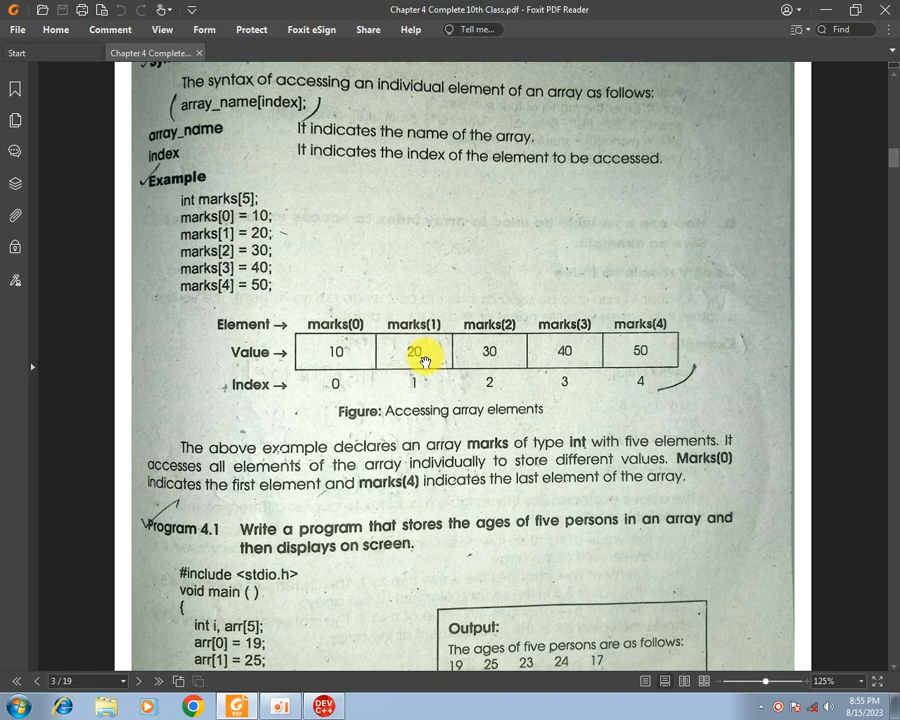 Chapter 4 Complete 10th Class.pdf - Foxit PDF Reader
File Home Comment View Form Protect Foxit eSign Share Help Tell me... Find
Start Chapter 4 Complete...
The syntax of accessing an individual element of an array as follows:
array_name[index];
array_name It indicates the name of the array.
index It indicates the index of the element to be accessed.
Example
int marks[5];
marks[0] = 10;
marks[1] = 20;
marks[2] = 30;
marks[3] = 40;
marks[4] = 50;
Element → marks(0) marks(1) marks(2) marks(3) marks(4)
Value → 10 20 30 40 50
Index → 0 1 2 3 4
Figure: Accessing array elements
The above example declares an array marks of type int with five elements. It
accesses all elements of the array individually to store different values. Marks(0)
indicates the first element and marks(4) indicates the last element of the array.
Program 4.1 Write a program that stores the ages of five persons in an array and
then displays on screen.
#include <stdio.h>
void main ( )
{
int i, arr[5];
arr[0] = 19;
arr[1] = 25;
Output:
The ages of five persons are as follows:
19 25 23 24 17
3 / 19 125%
G PDF DEV C++ 8:55 PM
8/15/2023